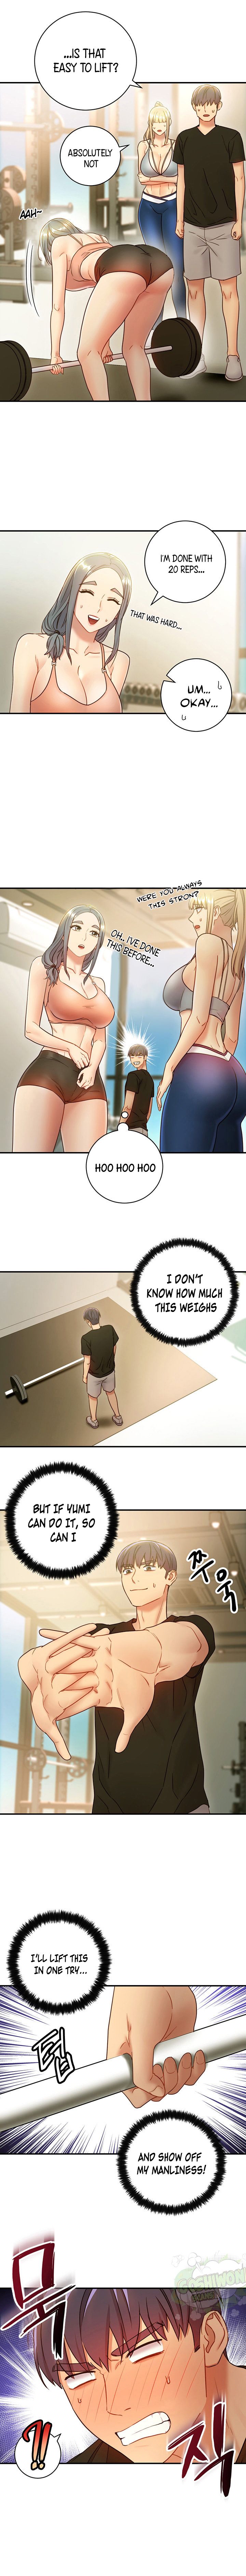 ...IS THAT
EASY TO LIFT?
ABSOLUTELY
NOT
AAH~
I'M DONE WITH
20 REPS...
THAT WAS HARD...
UM...
OKAY...
WERE YOU ALWAYS
THIS STRON?
OH.. I'VE DONE
THIS BEFORE...
HOO HOO HOO
I DON'T
KNOW HOW MUCH
THIS WEIGHS
BUT IF YUMI
CAN DO IT, SO
CAN I
쭈욱
I'LL LIFT THIS
IN ONE TRY...
텁
AND SHOW OFF
MY MANLINESS!
묵
?!!
직